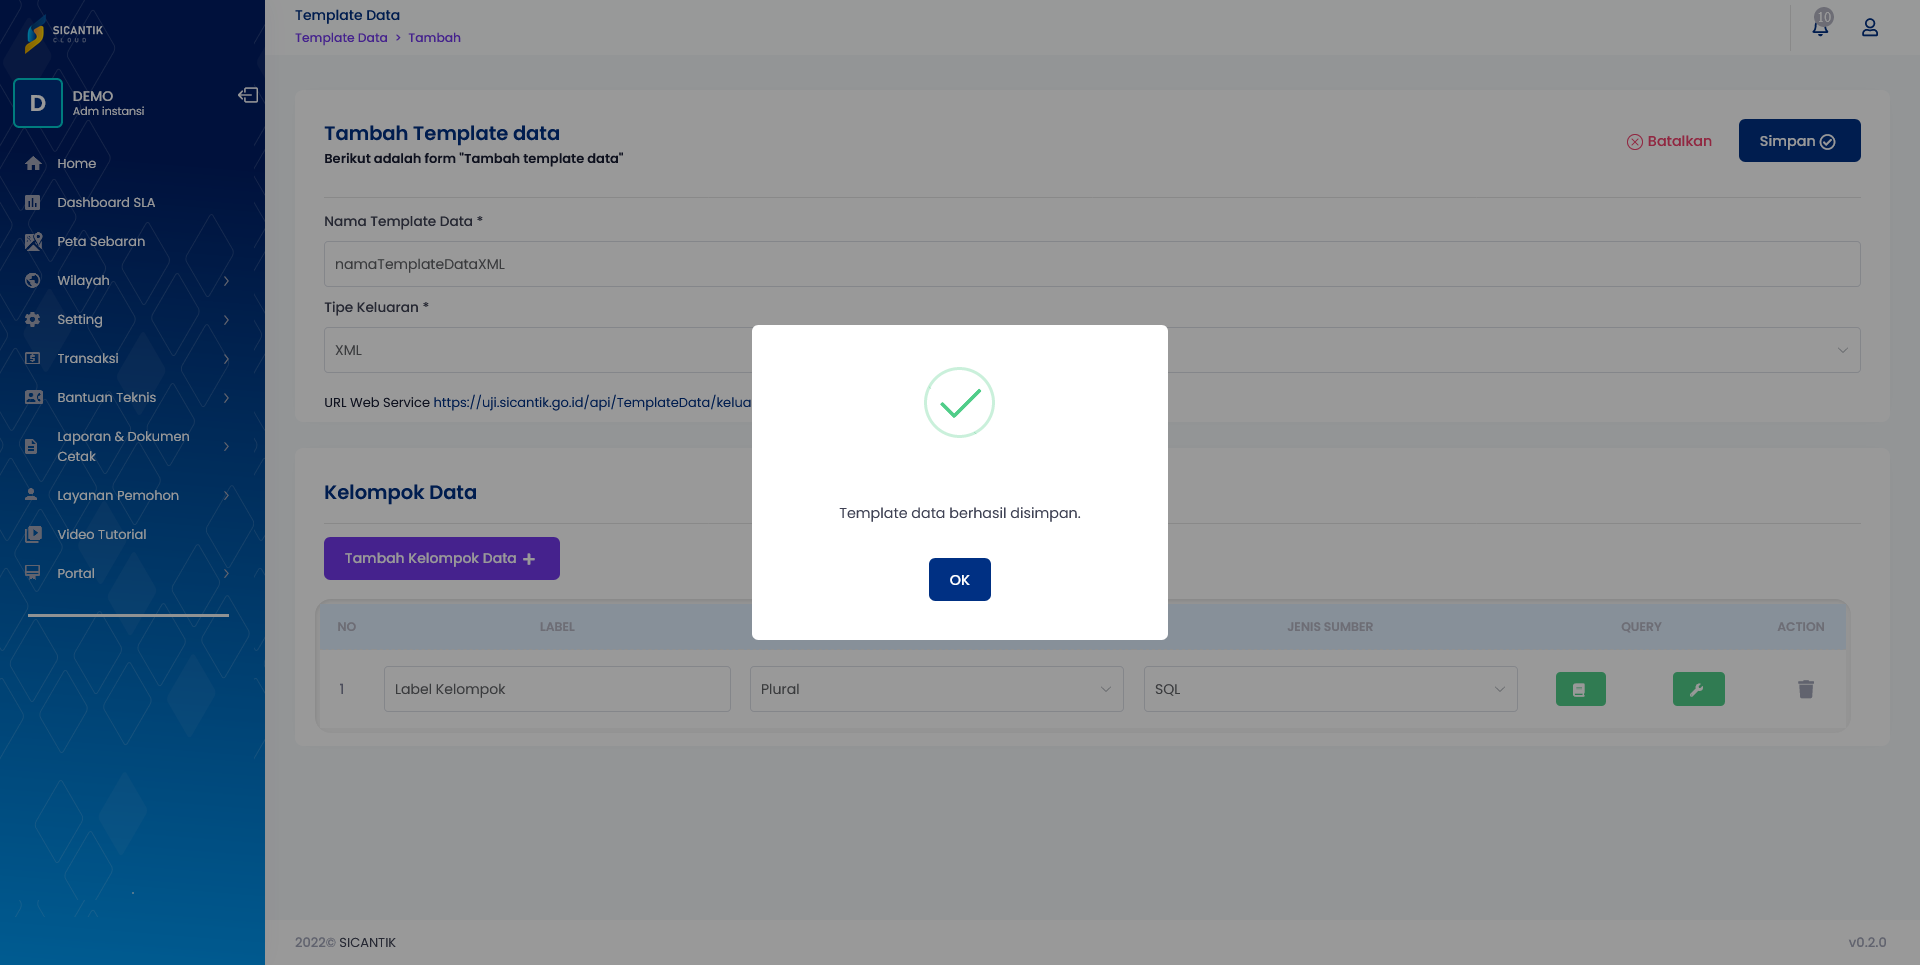 SICANTIK
CLOUD
D
DEMO
Adm instansi
Home
Dashboard SLA
Peta Sebaran
Wilayah
Setting
Transaksi
Bantuan Teknis
Laporan & Dokumen
Cetak
Layanan Pemohon
Video Tutorial
Portal
Template Data
Template Data > Tambah
10
Tambah Template data
Berikut adalah form "Tambah template data"
Batalkan
Simpan
Nama Template Data *
namaTemplateDataXML
Tipe Keluaran *
XML
URL Web Service https://uji.sicantik.go.id/api/TemplateData/kelua
Template data berhasil disimpan.
OK
Kelompok Data
Tambah Kelompok Data +
NO LABEL JENIS SUMBER QUERY ACTION
1 Label Kelompok Plural SQL
2022© SICANTIK
v0.2.0